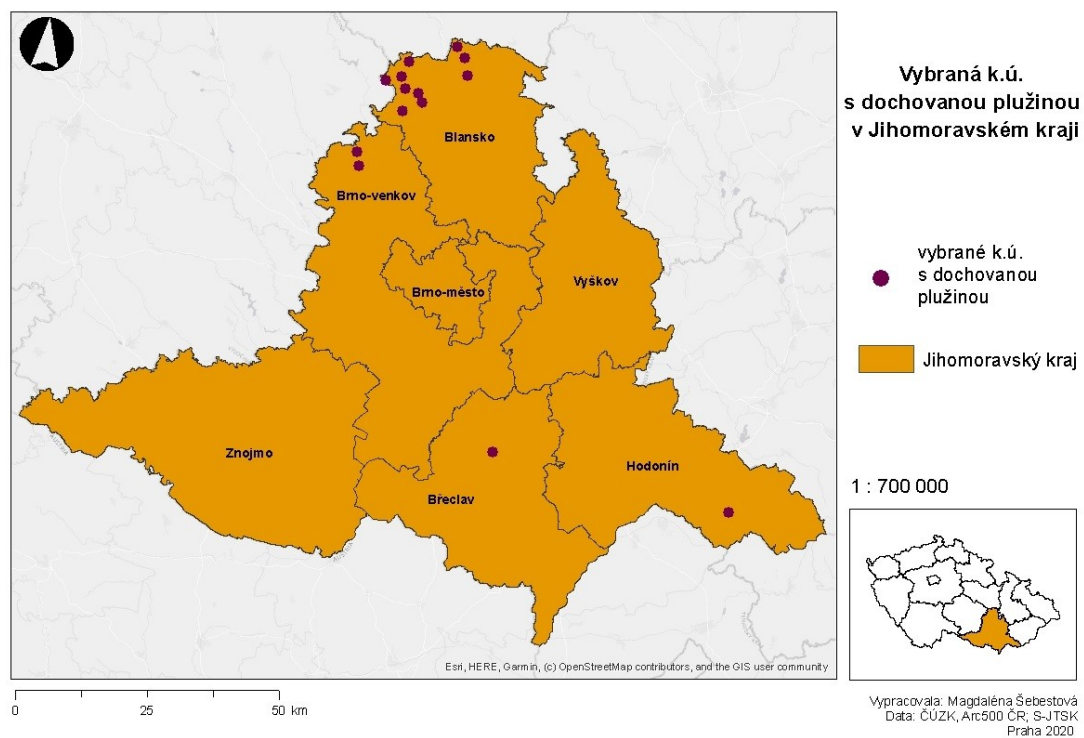 Vybraná k.ú.
s dochovanou plužinou
v Jihomoravském kraji
Blansko
Brno-venkov
Brno-město
Vyškov
Znojmo
Břeclav
Hodonín
vybrané k.ú.
s dochovanou
plužinou
Jihomoravský kraj
1 : 700 000
Esri, HERE, Garmin, (c) OpenStreetMap contributors, and the GIS user community
0 25 50 km
Vypracovala: Magdaléna Šebestová
Data: ČÚZK, Arc500 ČR; S-JTSK
Praha 2020